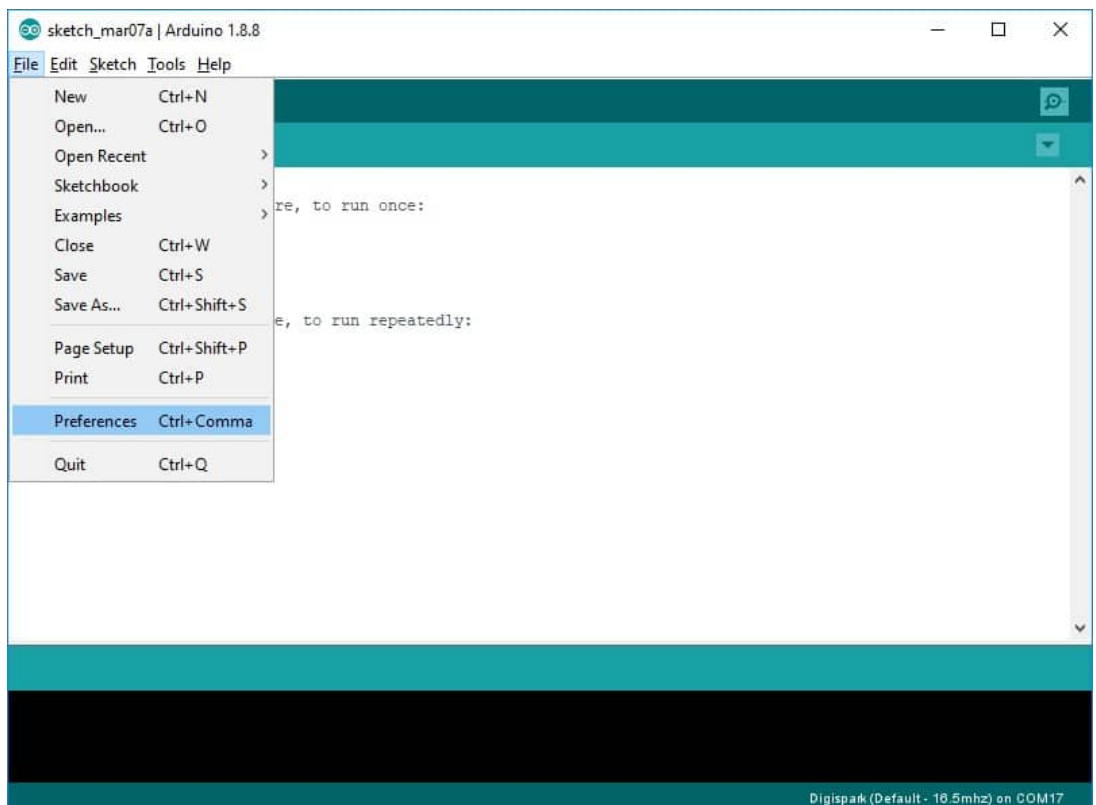 sketch_mar07a | Arduino 1.8.8
File Edit Sketch Tools Help
New Ctrl+N
Open... Ctrl+O
Open Recent
Sketchbook
Examples
Close Ctrl+W
Save Ctrl+S
Save As... Ctrl+Shift+S
Page Setup Ctrl+Shift+P
Print Ctrl+P
Preferences Ctrl+Comma
Quit Ctrl+Q
re, to run once:
e, to run repeatedly:
Digispark (Default - 16.5mhz) on COM17